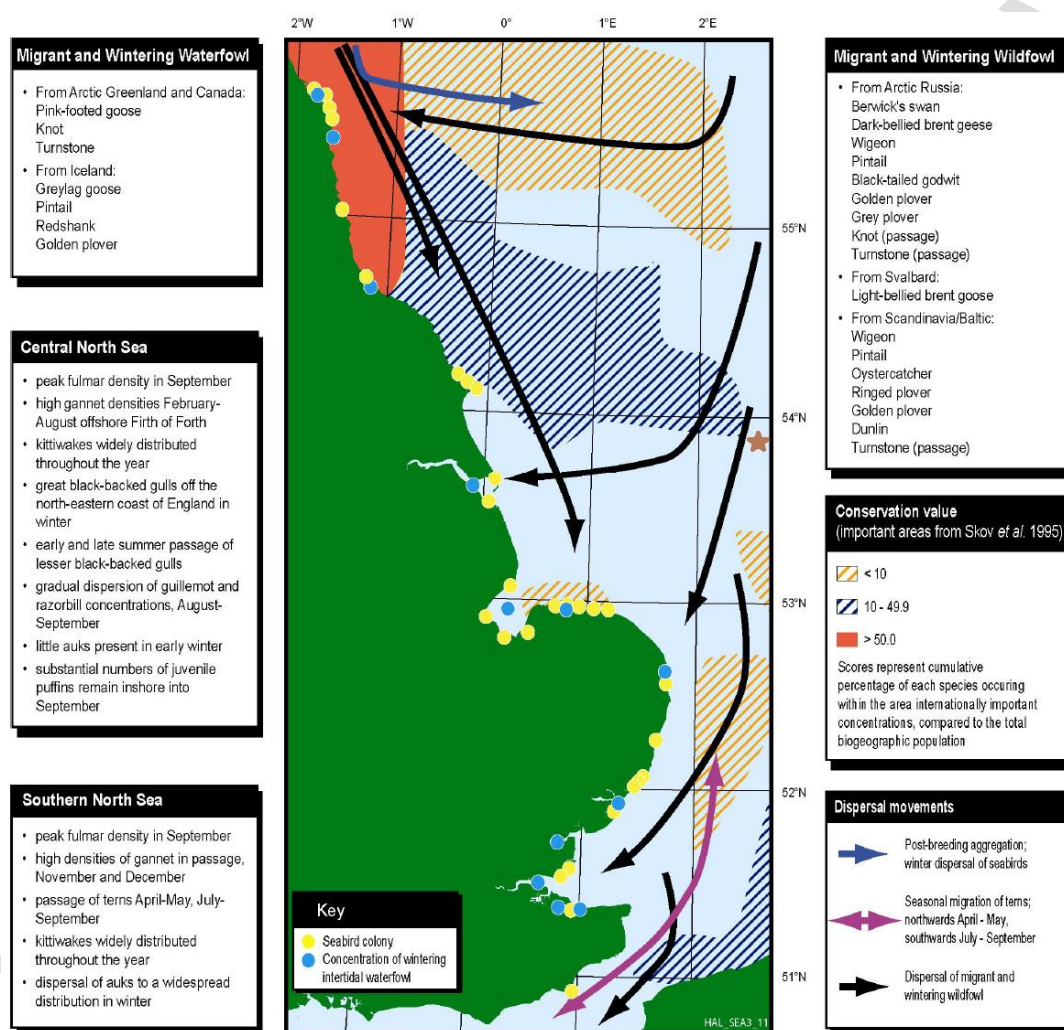 2°W 1°W 0° 1°E 2°E
Migrant and Wintering Waterfowl
• From Arctic Greenland and Canada:
Pink-footed goose
Knot
Turnstone
• From Iceland:
Greylag goose
Pintail
Redshank
Golden plover
Central North Sea
• peak fulmar density in September
• high gannet densities February-
August offshore Firth of Forth
• kittiwakes widely distributed
throughout the year
• great black-backed gulls off the
north-eastern coast of England in
winter
• early and late summer passage of
lesser black-backed gulls
• gradual dispersion of guillemot and
razorbill concentrations, August-
September
• little auks present in early winter
• substantial numbers of juvenile
puffins remain inshore into
September
Southern North Sea
• peak fulmar density in September
• high densities of gannet in passage,
November and December
• passage of terns April-May, July-
September
• kittiwakes widely distributed
throughout the year
• dispersal of auks to a widespread
distribution in winter
55°N
54°N
53°N
52°N
51°N
Key
Seabird colony
Concentration of wintering
intertidal waterfowl
HAL_SEA3_11
Migrant and Wintering Wildfowl
• From Arctic Russia:
Berwick's swan
Dark-bellied brent geese
Wigeon
Pintail
Black-tailed godwit
Golden plover
Grey plover
Knot (passage)
Turnstone (passage)
• From Svalbard:
Light-bellied brent goose
• From Scandinavia/Baltic:
Wigeon
Pintail
Oystercatcher
Ringed plover
Golden plover
Dunlin
Turnstone (passage)
Conservation value
(important areas from Skov et al. 1995)
< 10
10 - 49.9
> 50.0
Scores represent cumulative
percentage of each species occuring
within the area internationally important
concentrations, compared to the total
biogeographic population
Dispersal movements
Post-breeding aggregation;
winter dispersal of seabirds
Seasonal migration of terns;
northwards April - May,
southwards July - September
Dispersal of migrant and
wintering wildfowl